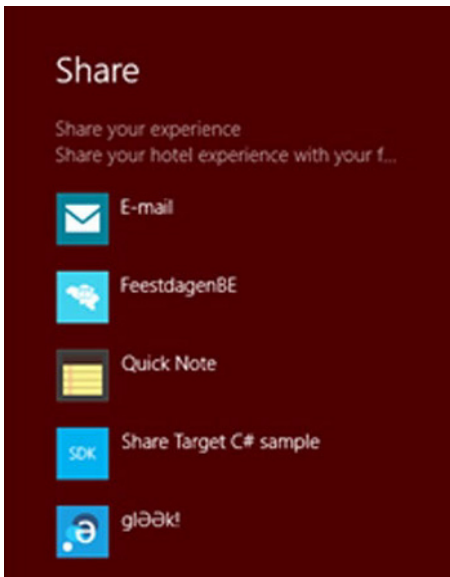 Share
Share your experience
Share your hotel experience with your f...
E-mail
FeestdagenBE
Quick Note
SDK
Share Target C# sample
ə
glƏƏk!